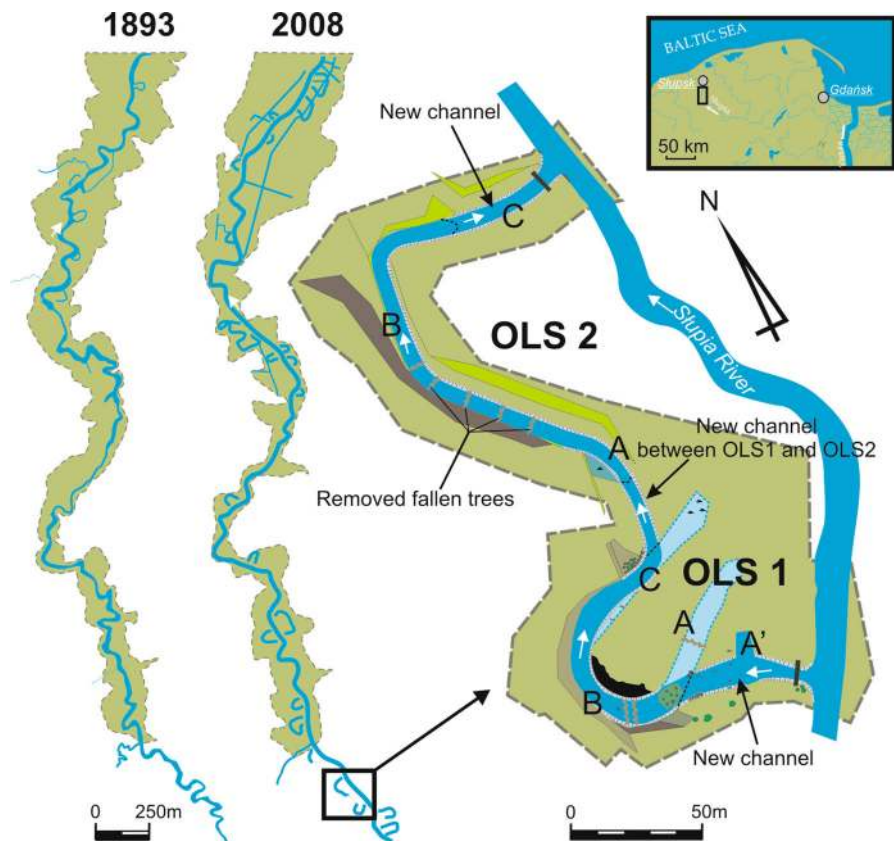 1893
2008
BALTIC SEA
Słupsk
Gdańsk
50 km
New channel
C
N
B
OLS 2
Słupia River
A
New channel
between OLS1 and OLS2
Removed fallen trees
C
OLS 1
A
A'
B
New channel
0 250m
0 50m